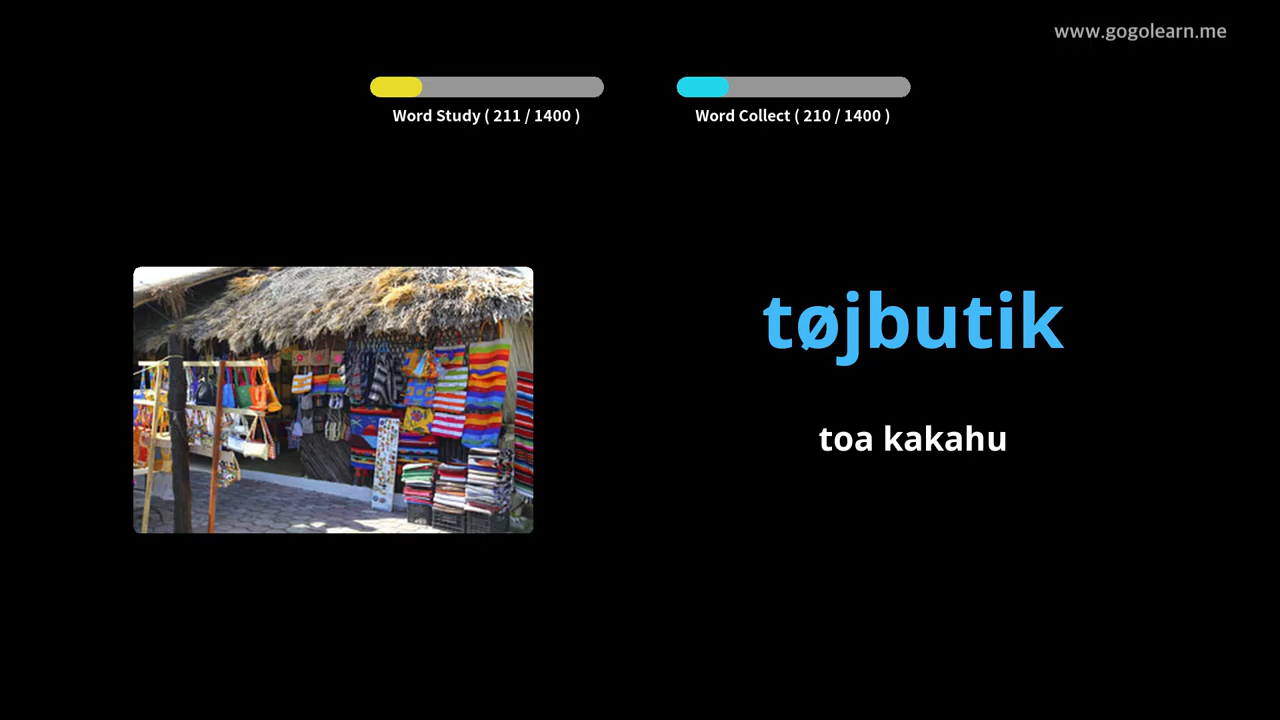 www.gogolearn.me
Word Study ( 211 / 1400 )
Word Collect ( 210 / 1400 )
tøjbutik
toa kakahu